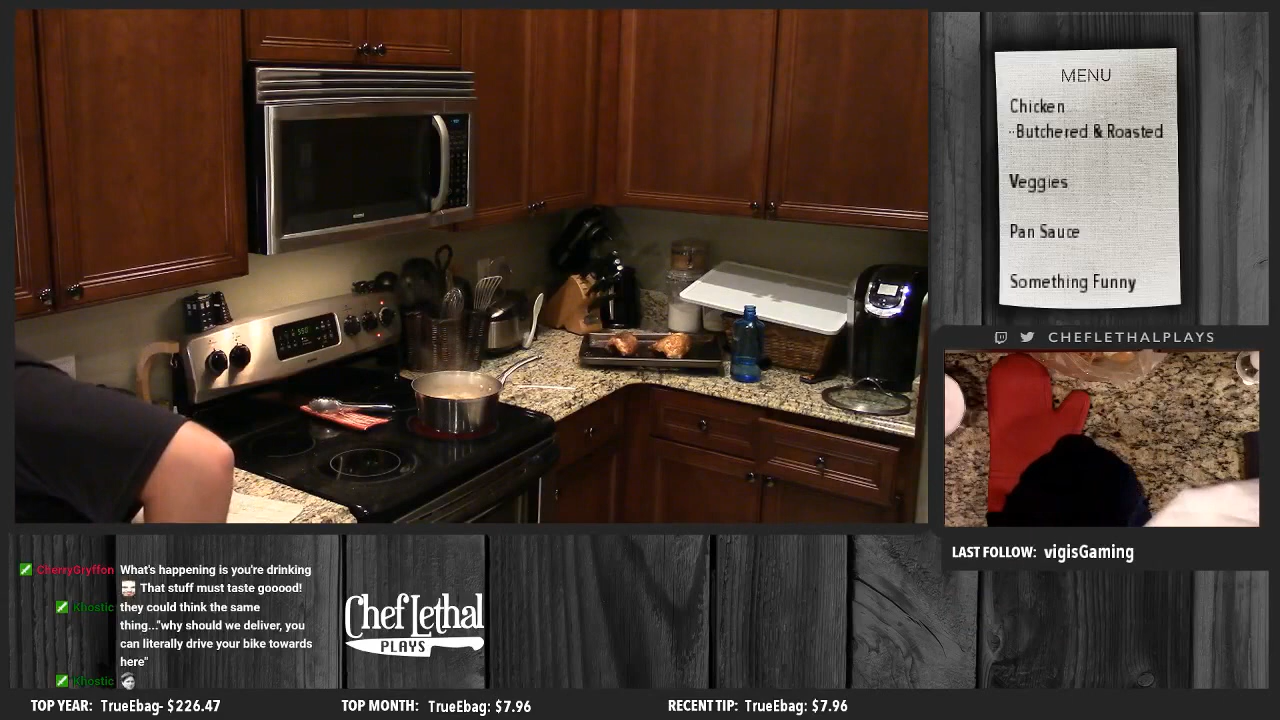 MENU
Chicken
-Butchered & Roasted
Veggies
Pan Sauce
Something Funny
CHEFLETHALPLAYS
LAST FOLLOW: vigisGaming
CherryGryffon What's happening is you're drinking
That stuff must taste gooood!
Khostic they could think the same
thing..."why should we deliver, you
can literally drive your bike towards
here"
Khostic
Chef Lethal
PLAYS
TOP YEAR: TrueEbag- $226.47
TOP MONTH: TrueEbag: $7.96
RECENT TIP: TrueEbag: $7.96